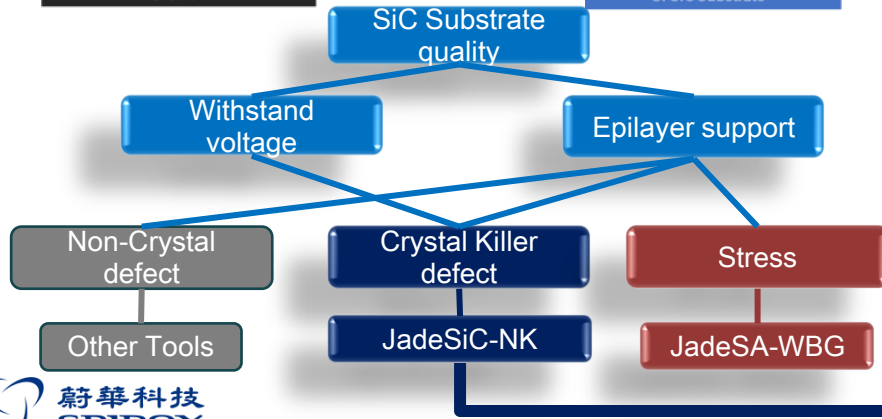 SiC Substrate
quality
Withstand
voltage
Epilayer support
Non-Crystal
defect
Crystal Killer
defect
Stress
Other Tools
JadeSiC-NK
JadeSA-WBG
蔚華科技